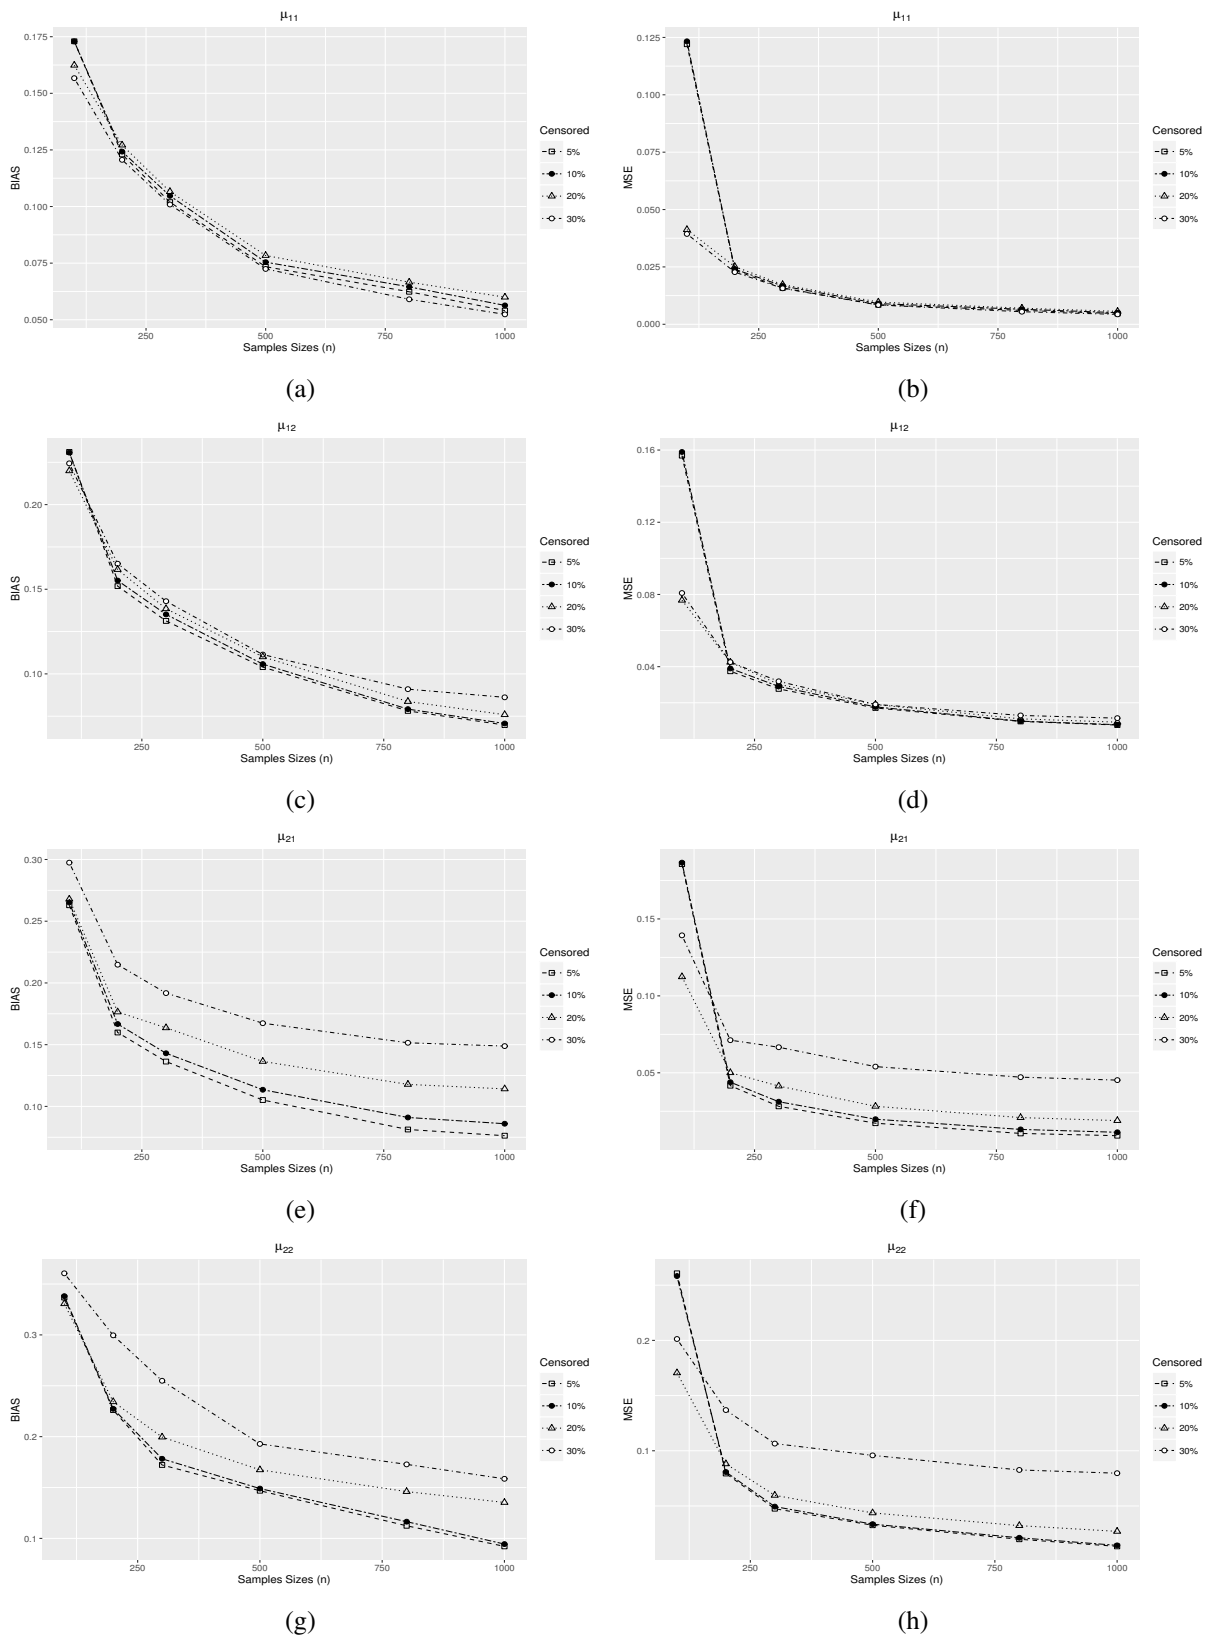 μ11
BIAS
0.175
0.150
0.125
0.100
0.075
0.050
250 500 750 1000
Samples Sizes (n)
Censored
5%
10%
20%
30%
(a)
μ11
MSE
0.125
0.100
0.075
0.050
0.025
0.000
250 500 750 1000
Samples Sizes (n)
Censored
5%
10%
20%
30%
(b)
μ12
BIAS
0.20
0.15
0.10
250 500 750 1000
Samples Sizes (n)
Censored
5%
10%
20%
30%
(c)
μ12
MSE
0.16
0.12
0.08
0.04
250 500 750 1000
Samples Sizes (n)
Censored
5%
10%
20%
30%
(d)
μ21
BIAS
0.30
0.25
0.20
0.15
0.10
250 500 750 1000
Samples Sizes (n)
Censored
5%
10%
20%
30%
(e)
μ21
MSE
0.15
0.10
0.05
250 500 750 1000
Samples Sizes (n)
Censored
5%
10%
20%
30%
(f)
μ22
BIAS
0.3
0.2
0.1
250 500 750 1000
Samples Sizes (n)
Censored
5%
10%
20%
30%
(g)
μ22
MSE
0.2
0.1
250 500 750 1000
Samples Sizes (n)
Censored
5%
10%
20%
30%
(h)